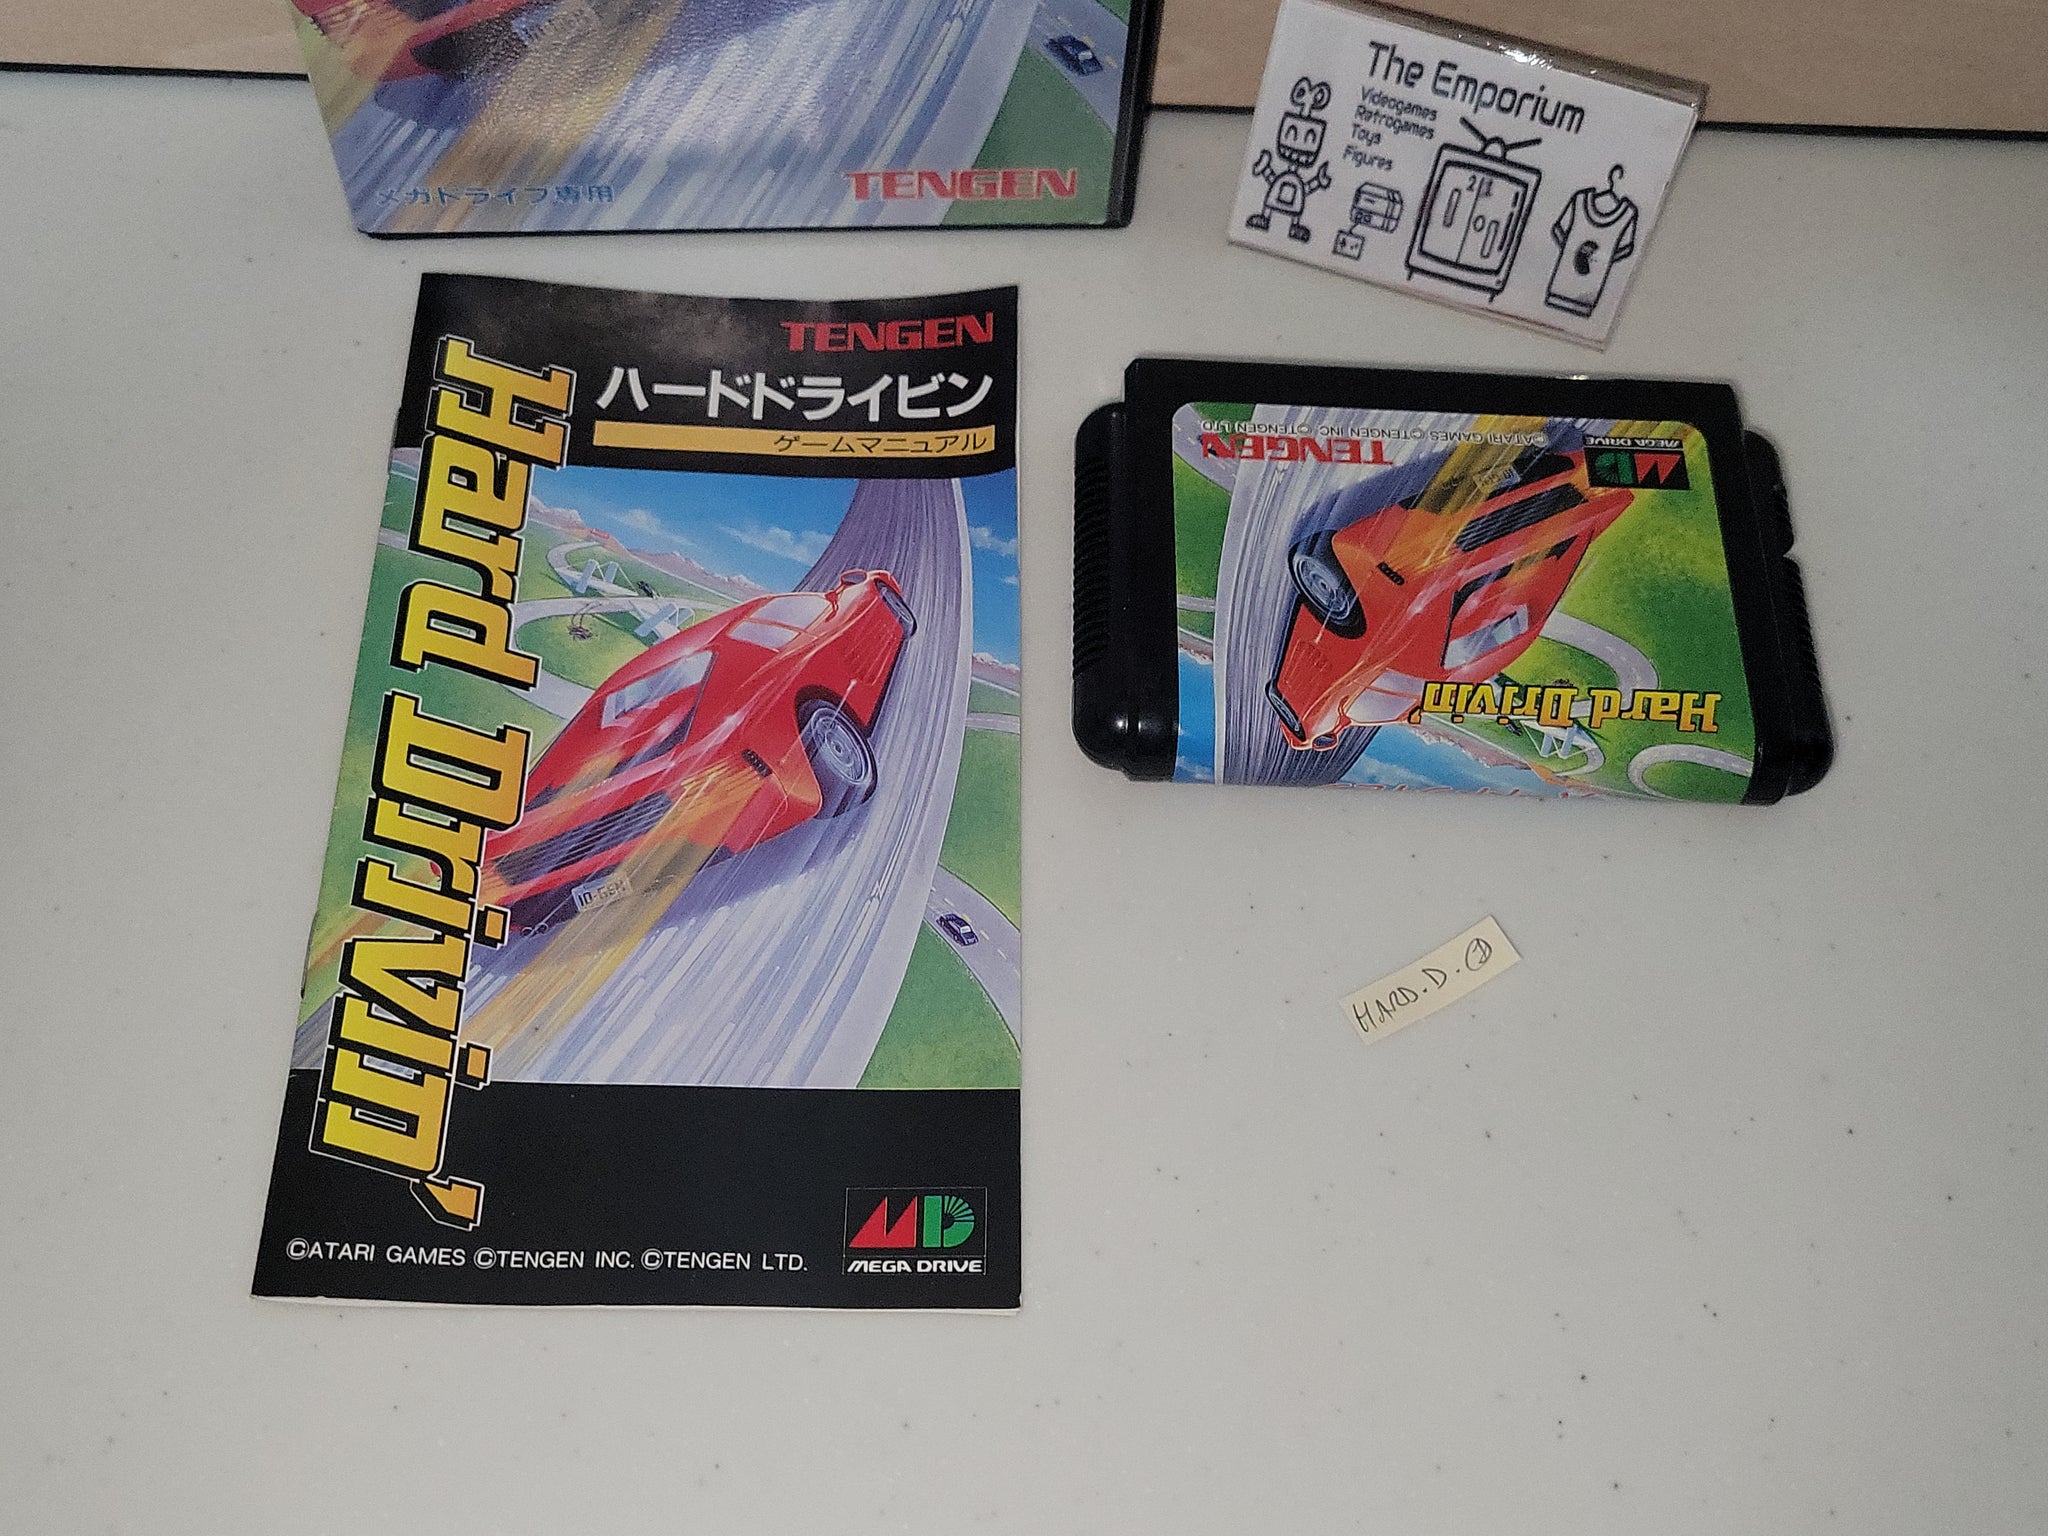 メガドライブ専用
TENGEN
The Emporium
Videogames
Retrogames
Toys
Figures
TENGEN
ハードドライビン
ゲームマニュアル
Hard Drivin'
10-GEN
©ATARI GAMES ©TENGEN INC. ©TENGEN LTD.
MD
MEGA DRIVE
MEGA DRIVE
MD
©ATARI GAMES ©TENGEN INC. ©TENGEN LTD
TENGEN
Hard Drivin'
HARD.D.